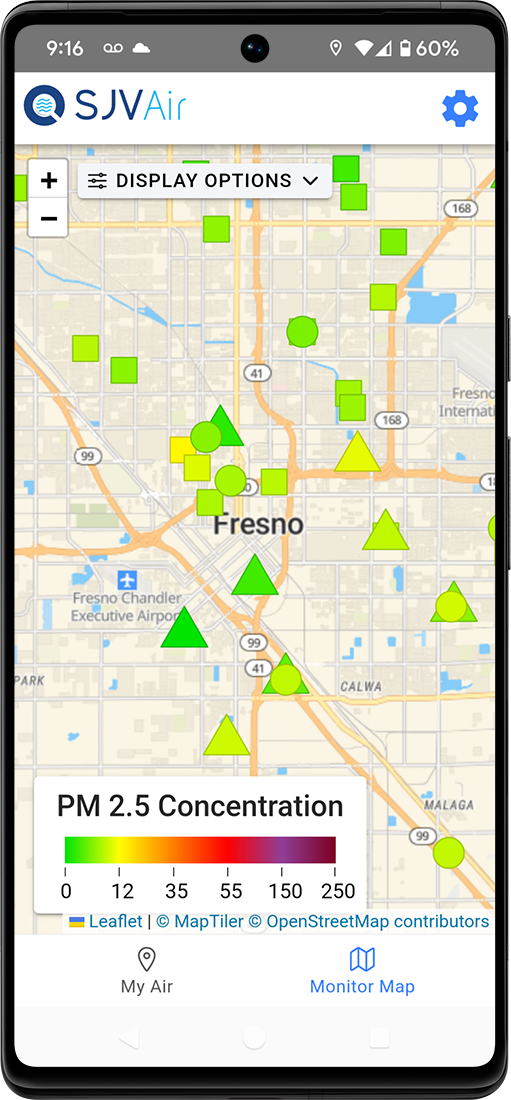 9:16
60%
SJVAir
+
DISPLAY OPTIONS
−
168
41
Fresno
Internati
168
99
Fresno
Fresno Chandler
Executive Airpor
99
41
PARK
CALWA
MALAGA
99
PM 2.5 Concentration
0 12 35 55 150 250
Leaflet | © MapTiler © OpenStreetMap contributors
My Air
Monitor Map